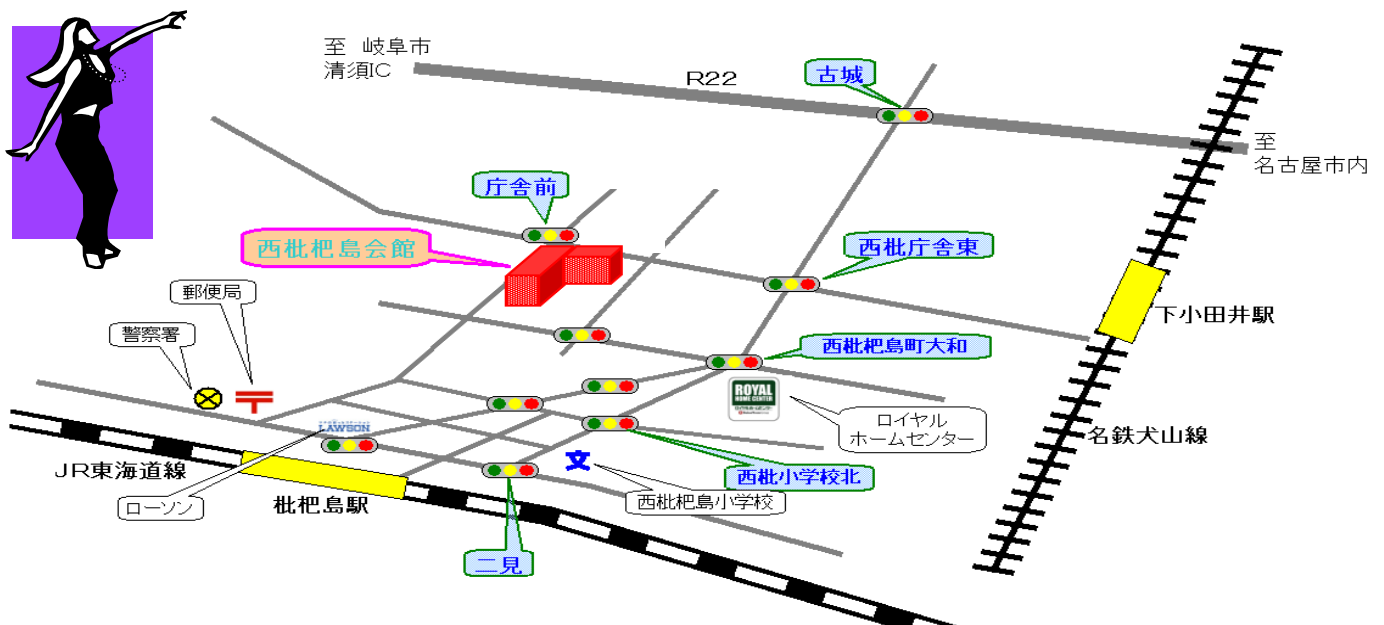 至 岐阜市
清須IC
R22
古城
至
名古屋市内
庁舎前
西枇杷島会館
西枇庁舎東
郵便局
下小田井駅
警察署
西枇杷島町大和
ROYAL
HOME CENTER
ロイヤル
ホームセンター
LAWSON
名鉄犬山線
JR東海道線
西枇小学校北
文
西枇杷島小学校
枇杷島駅
ローソン
二見